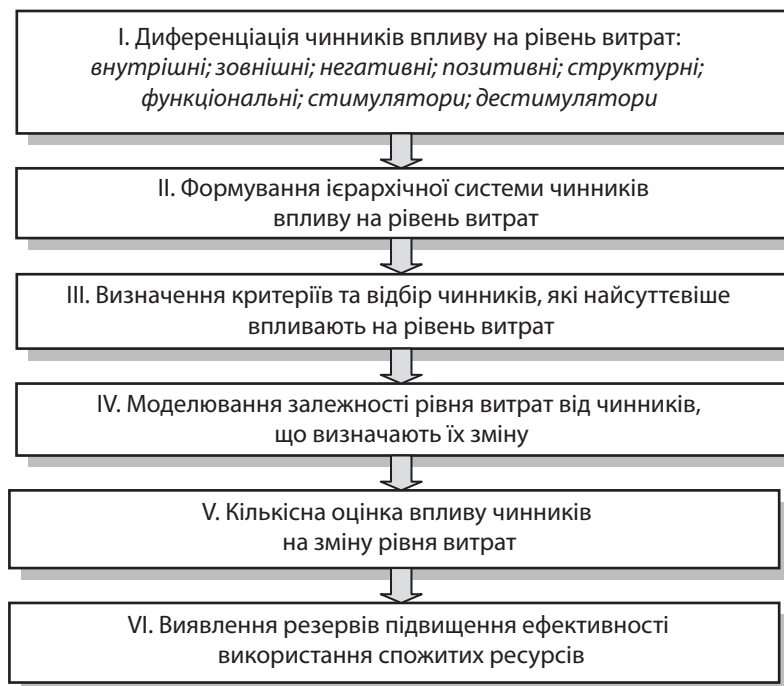 І. Диференціація чинників впливу на рівень витрат:
внутрішні; зовнішні; негативні; позитивні; структурні;
функціональні; стимулятори; дестимулятори
ІІ. Формування ієрархічної системи чинників
впливу на рівень витрат
ІІІ. Визначення критеріїв та відбір чинників, які найсуттєвіше
впливають на рівень витрат
IV. Моделювання залежності рівня витрат від чинників,
що визначають їх зміну
V. Кількісна оцінка впливу чинників
на зміну рівня витрат
VI. Виявлення резервів підвищення ефективності
використання спожитих ресурсів